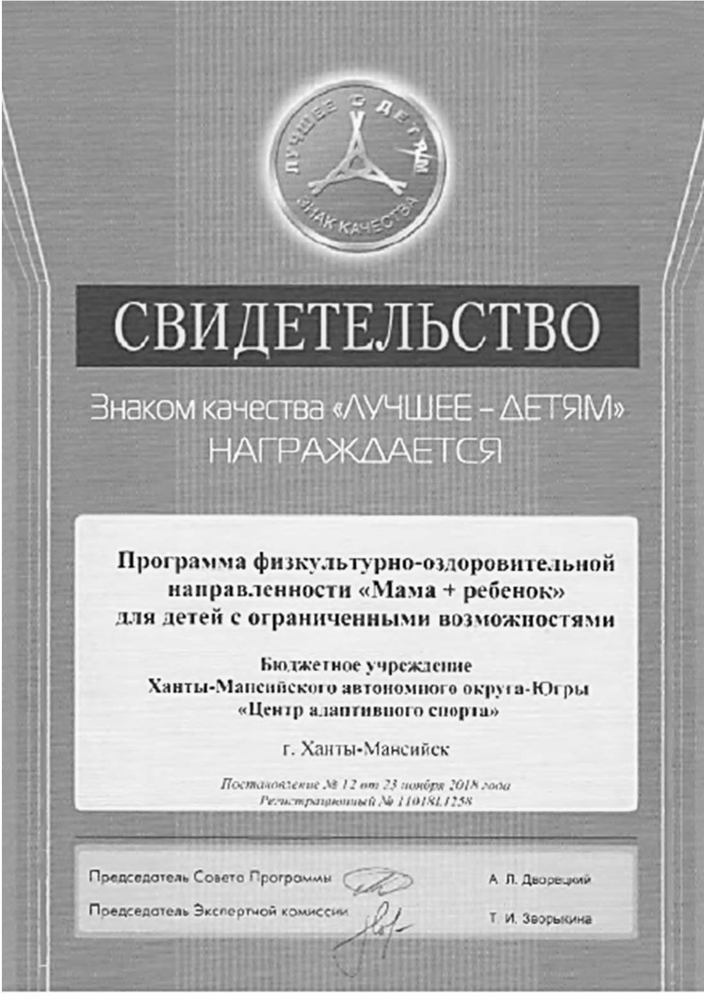 ЛУЧШЕЕ ДЕТЯМ
ЗНАК КАЧЕСТВА
СВИДЕТЕЛЬСТВО
Знаком качества «ЛУЧШЕЕ – ДЕТЯМ»
НАГРАЖДАЕТСЯ
Программа физкультурно-оздоровительной
направленности «Мама + ребенок»
для детей с ограниченными возможностями
Бюджетное учреждение
Ханты-Мансийского автономного округа-Югры
«Центр адаптивного спорта»
г. Ханты-Мансийск
Постановление № 12 от 23 ноября 2018 года
Регистрационный №
Председатель Совета Программы А. Л. Дворецкий
Председатель Экспертной комиссии Т. И. Зворыкина